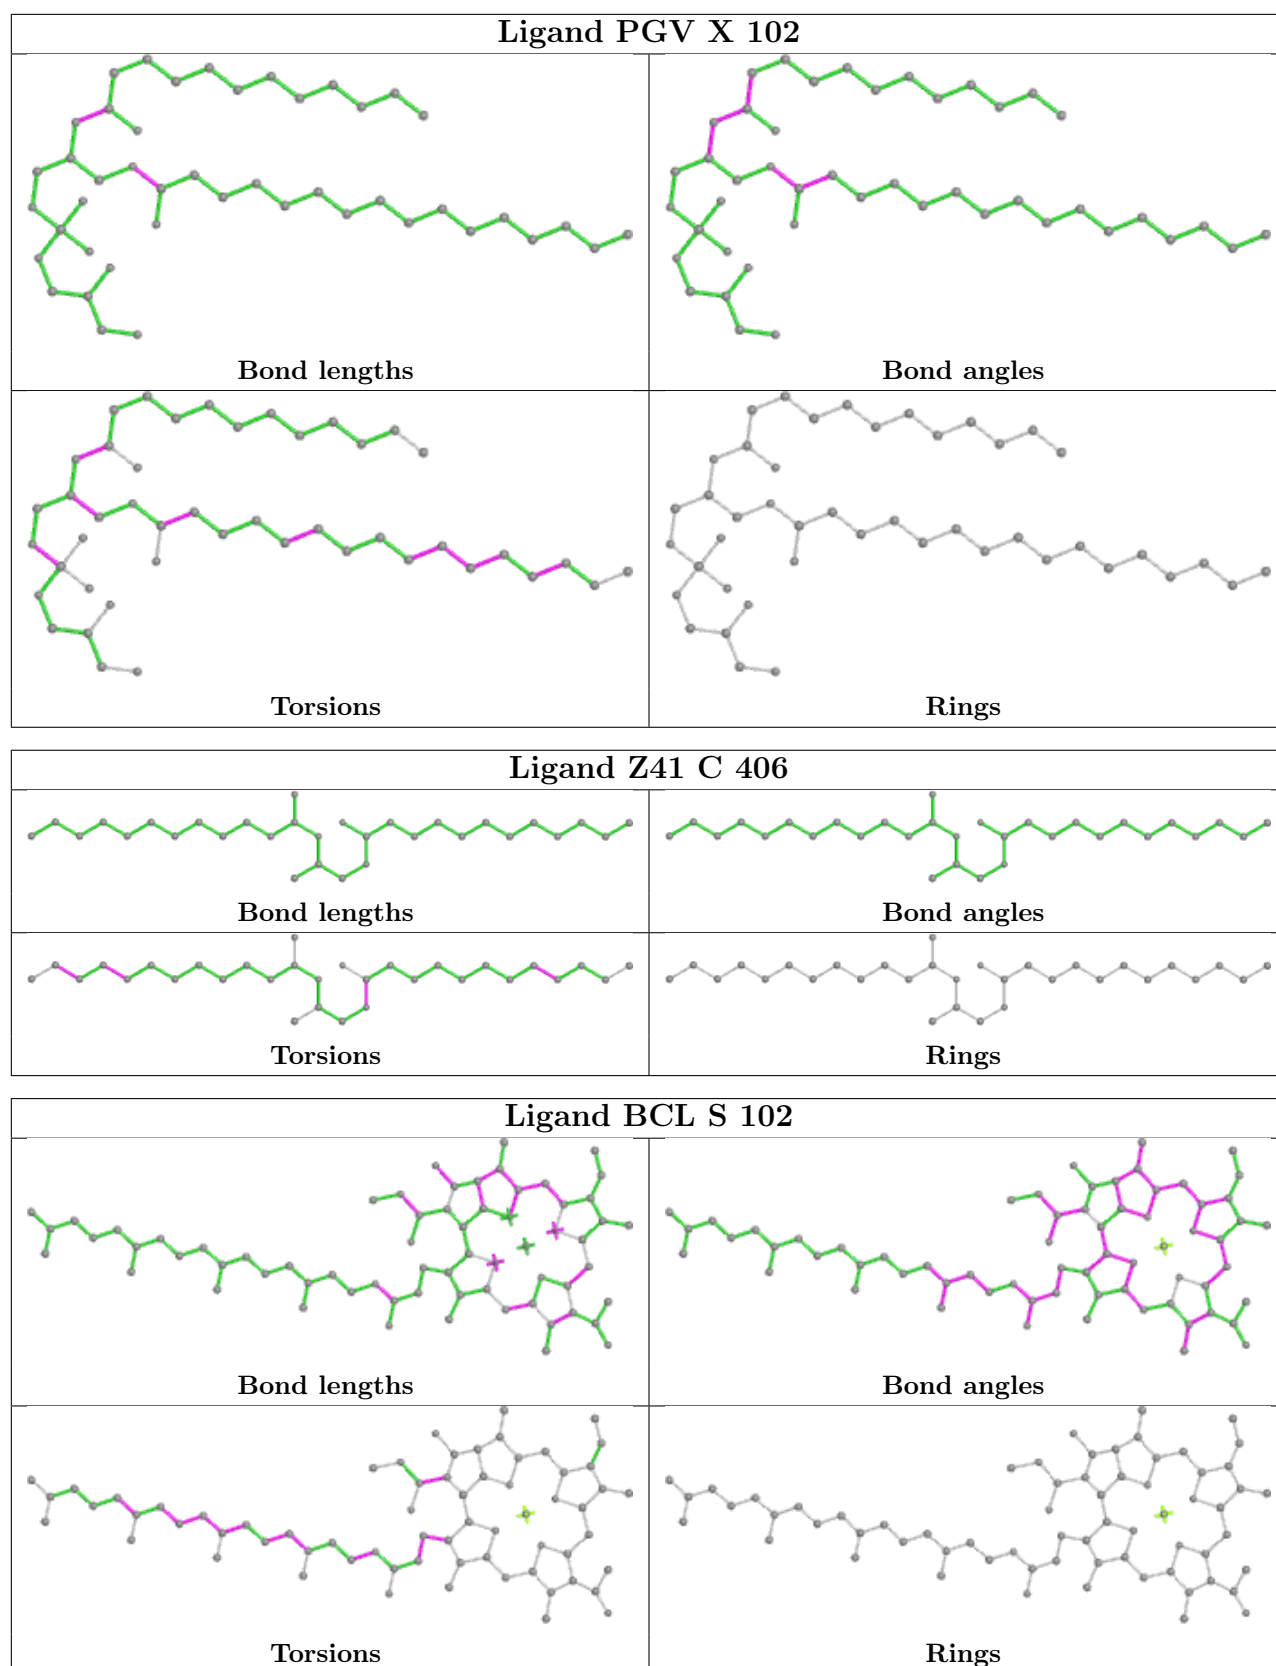 Ligand PGV X 102
Bond lengths
Bond angles
Torsions
Rings
Ligand Z41 C 406
Bond lengths
Bond angles
Torsions
Rings
Ligand BCL S 102
Bond lengths
Bond angles
Torsions
Rings